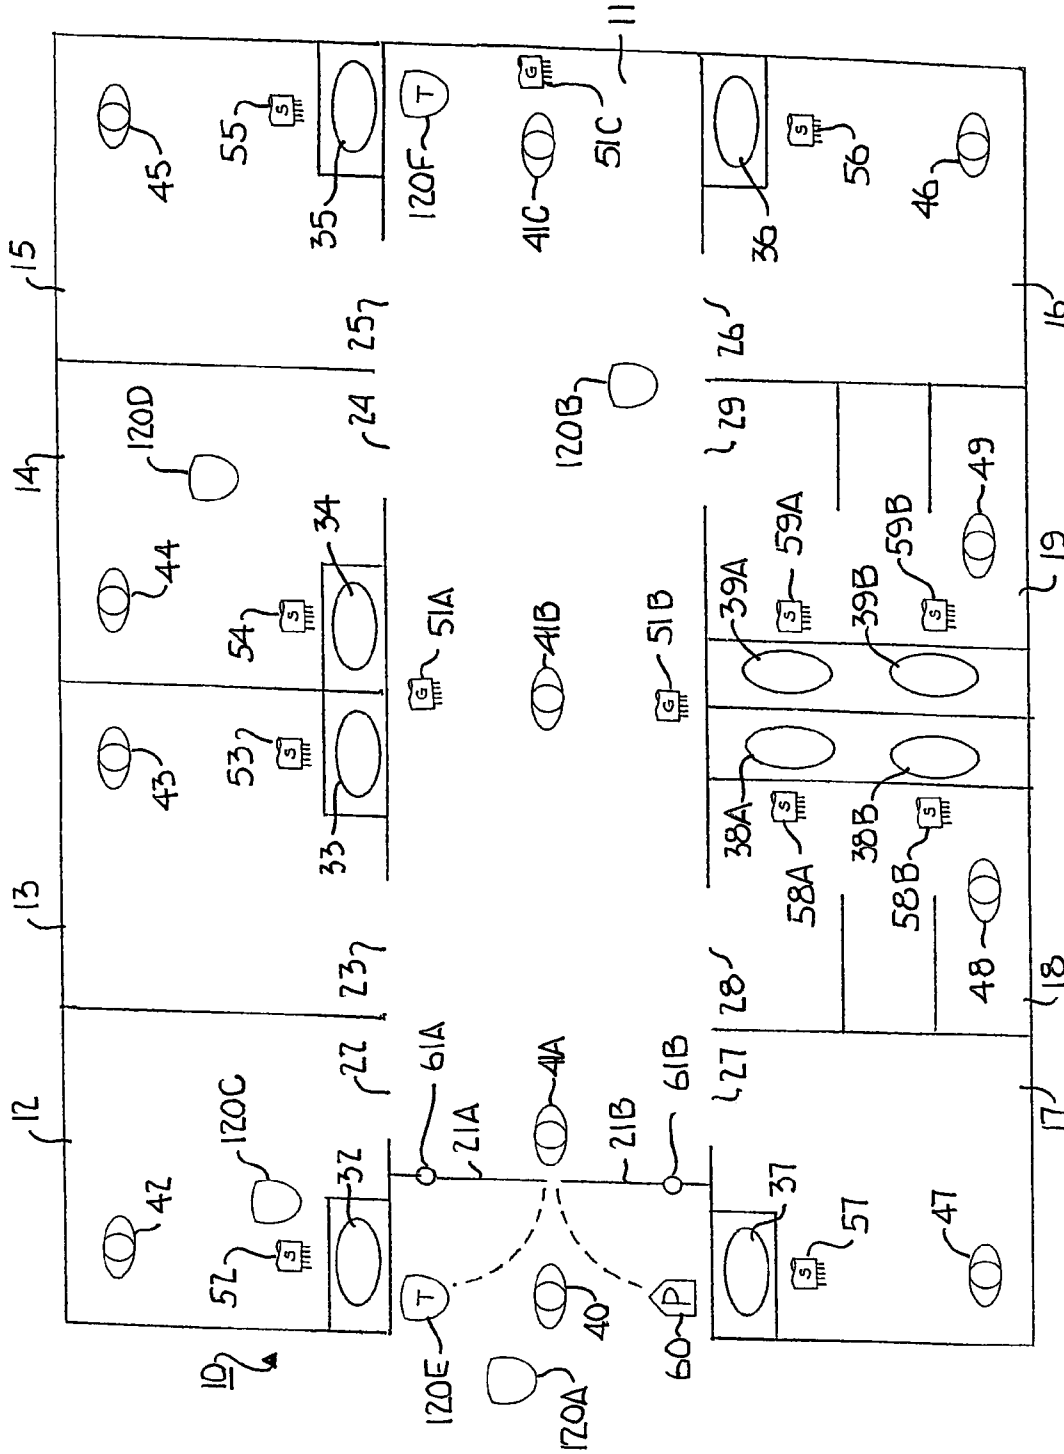 12 13 14 15
42 43 44 120D 45
10 52 120C 53 54 55
S S S S
32 33 34 35
22 23 24 25
120E T 61A G 51A T 120F
21A
40 41A 41B 41C G
120A 21B 120B 51C 11
60 P 61B G 51B
27 28 29 26
37 38A 39A 36
57 S 58A S S 59A S 56
38B 39B
58B S S 59B
47 48 49 46
17 18 19 16